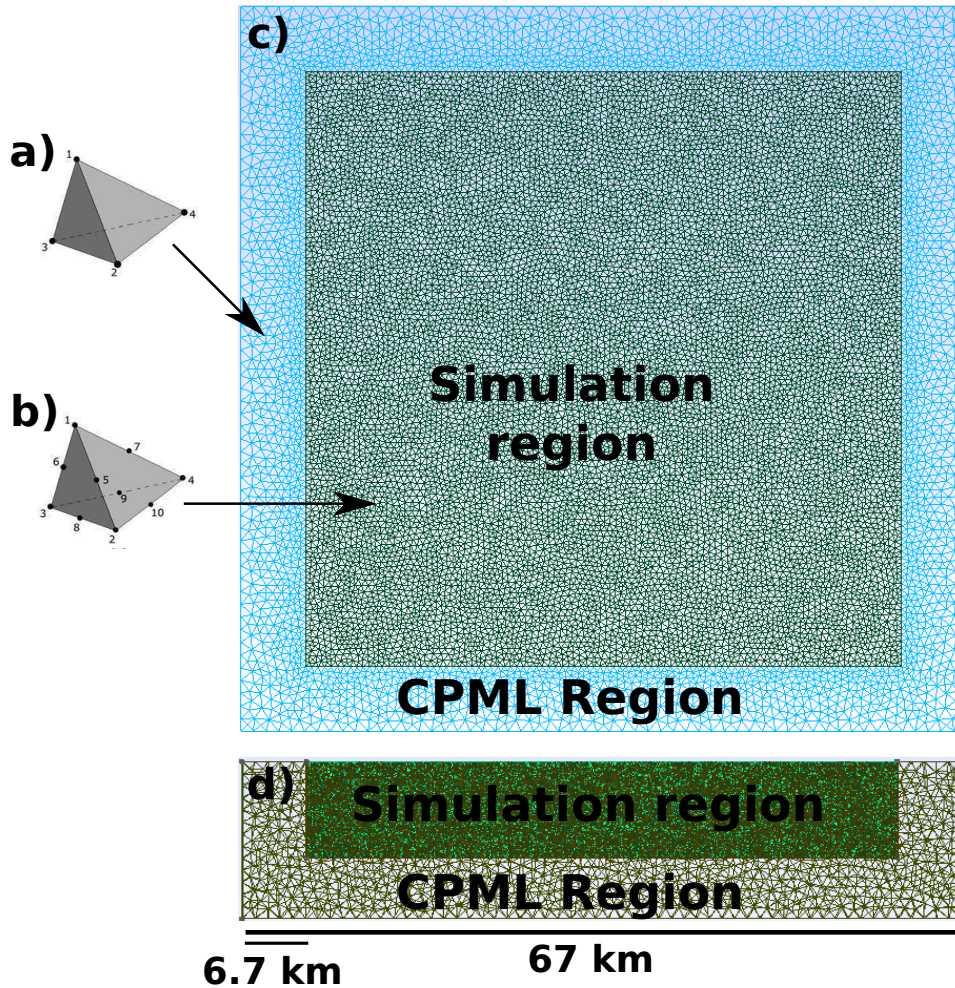 c)
a)
1
4
3
2
Simulation
region
b)
1
7
6
5
4
9
3
10
8
2
CPML Region
d)
Simulation region
CPML Region
6.7 km
67 km